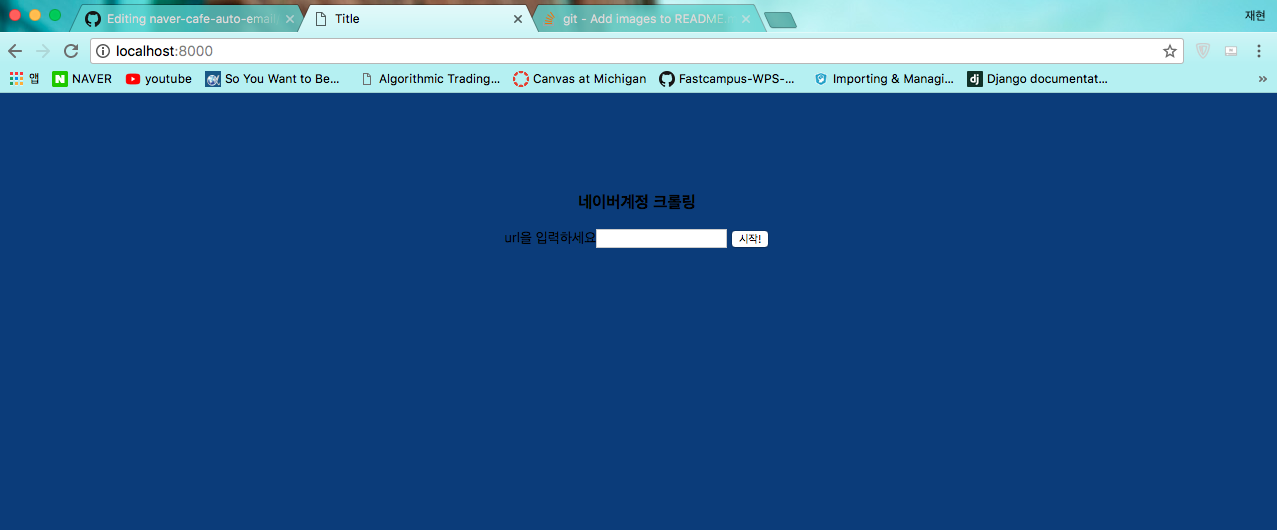 Editing naver-cafe-auto-email
Title
git - Add images to README.m
재현
localhost:8000
앱
NAVER
youtube
So You Want to Be...
Algorithmic Trading...
Canvas at Michigan
Fastcampus-WPS-...
Importing & Managi...
dj
Django documentat...
네이버계정 크롤링
url을 입력하세요
시작!